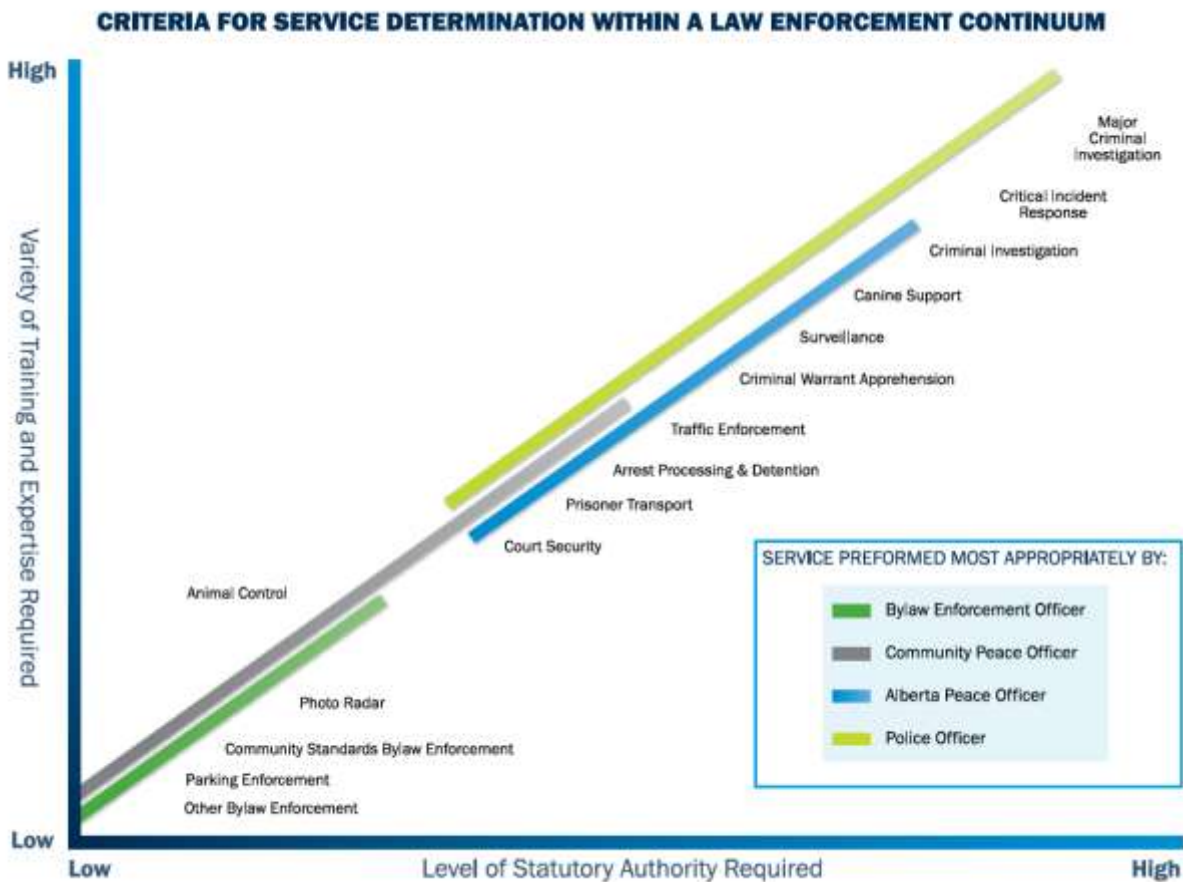 CRITERIA FOR SERVICE DETERMINATION WITHIN A LAW ENFORCEMENT CONTINUUM
High
Variety of Training and Expertise Required
Major
Criminal
Investigation
Critical Incident
Response
Criminal Investigation
Canine Support
Surveillance
Criminal Warrant Apprehension
Traffic Enforcement
Arrest Processing & Detention
Prisoner Transport
Court Security
Animal Control
Photo Radar
Community Standards Bylaw Enforcement
Parking Enforcement
Other Bylaw Enforcement
SERVICE PREFORMED MOST APPROPRIATELY BY:
Bylaw Enforcement Officer
Community Peace Officer
Alberta Peace Officer
Police Officer
Low
Low
Level of Statutory Authority Required
High